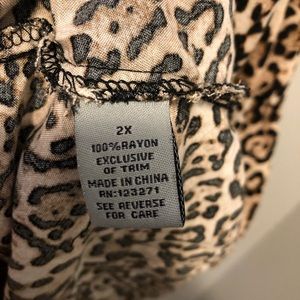 2X
100% RAYON
EXCLUSIVE
OF TRIM
MADE IN CHINA
RN: 123271
SEE REVERSE
FOR CARE